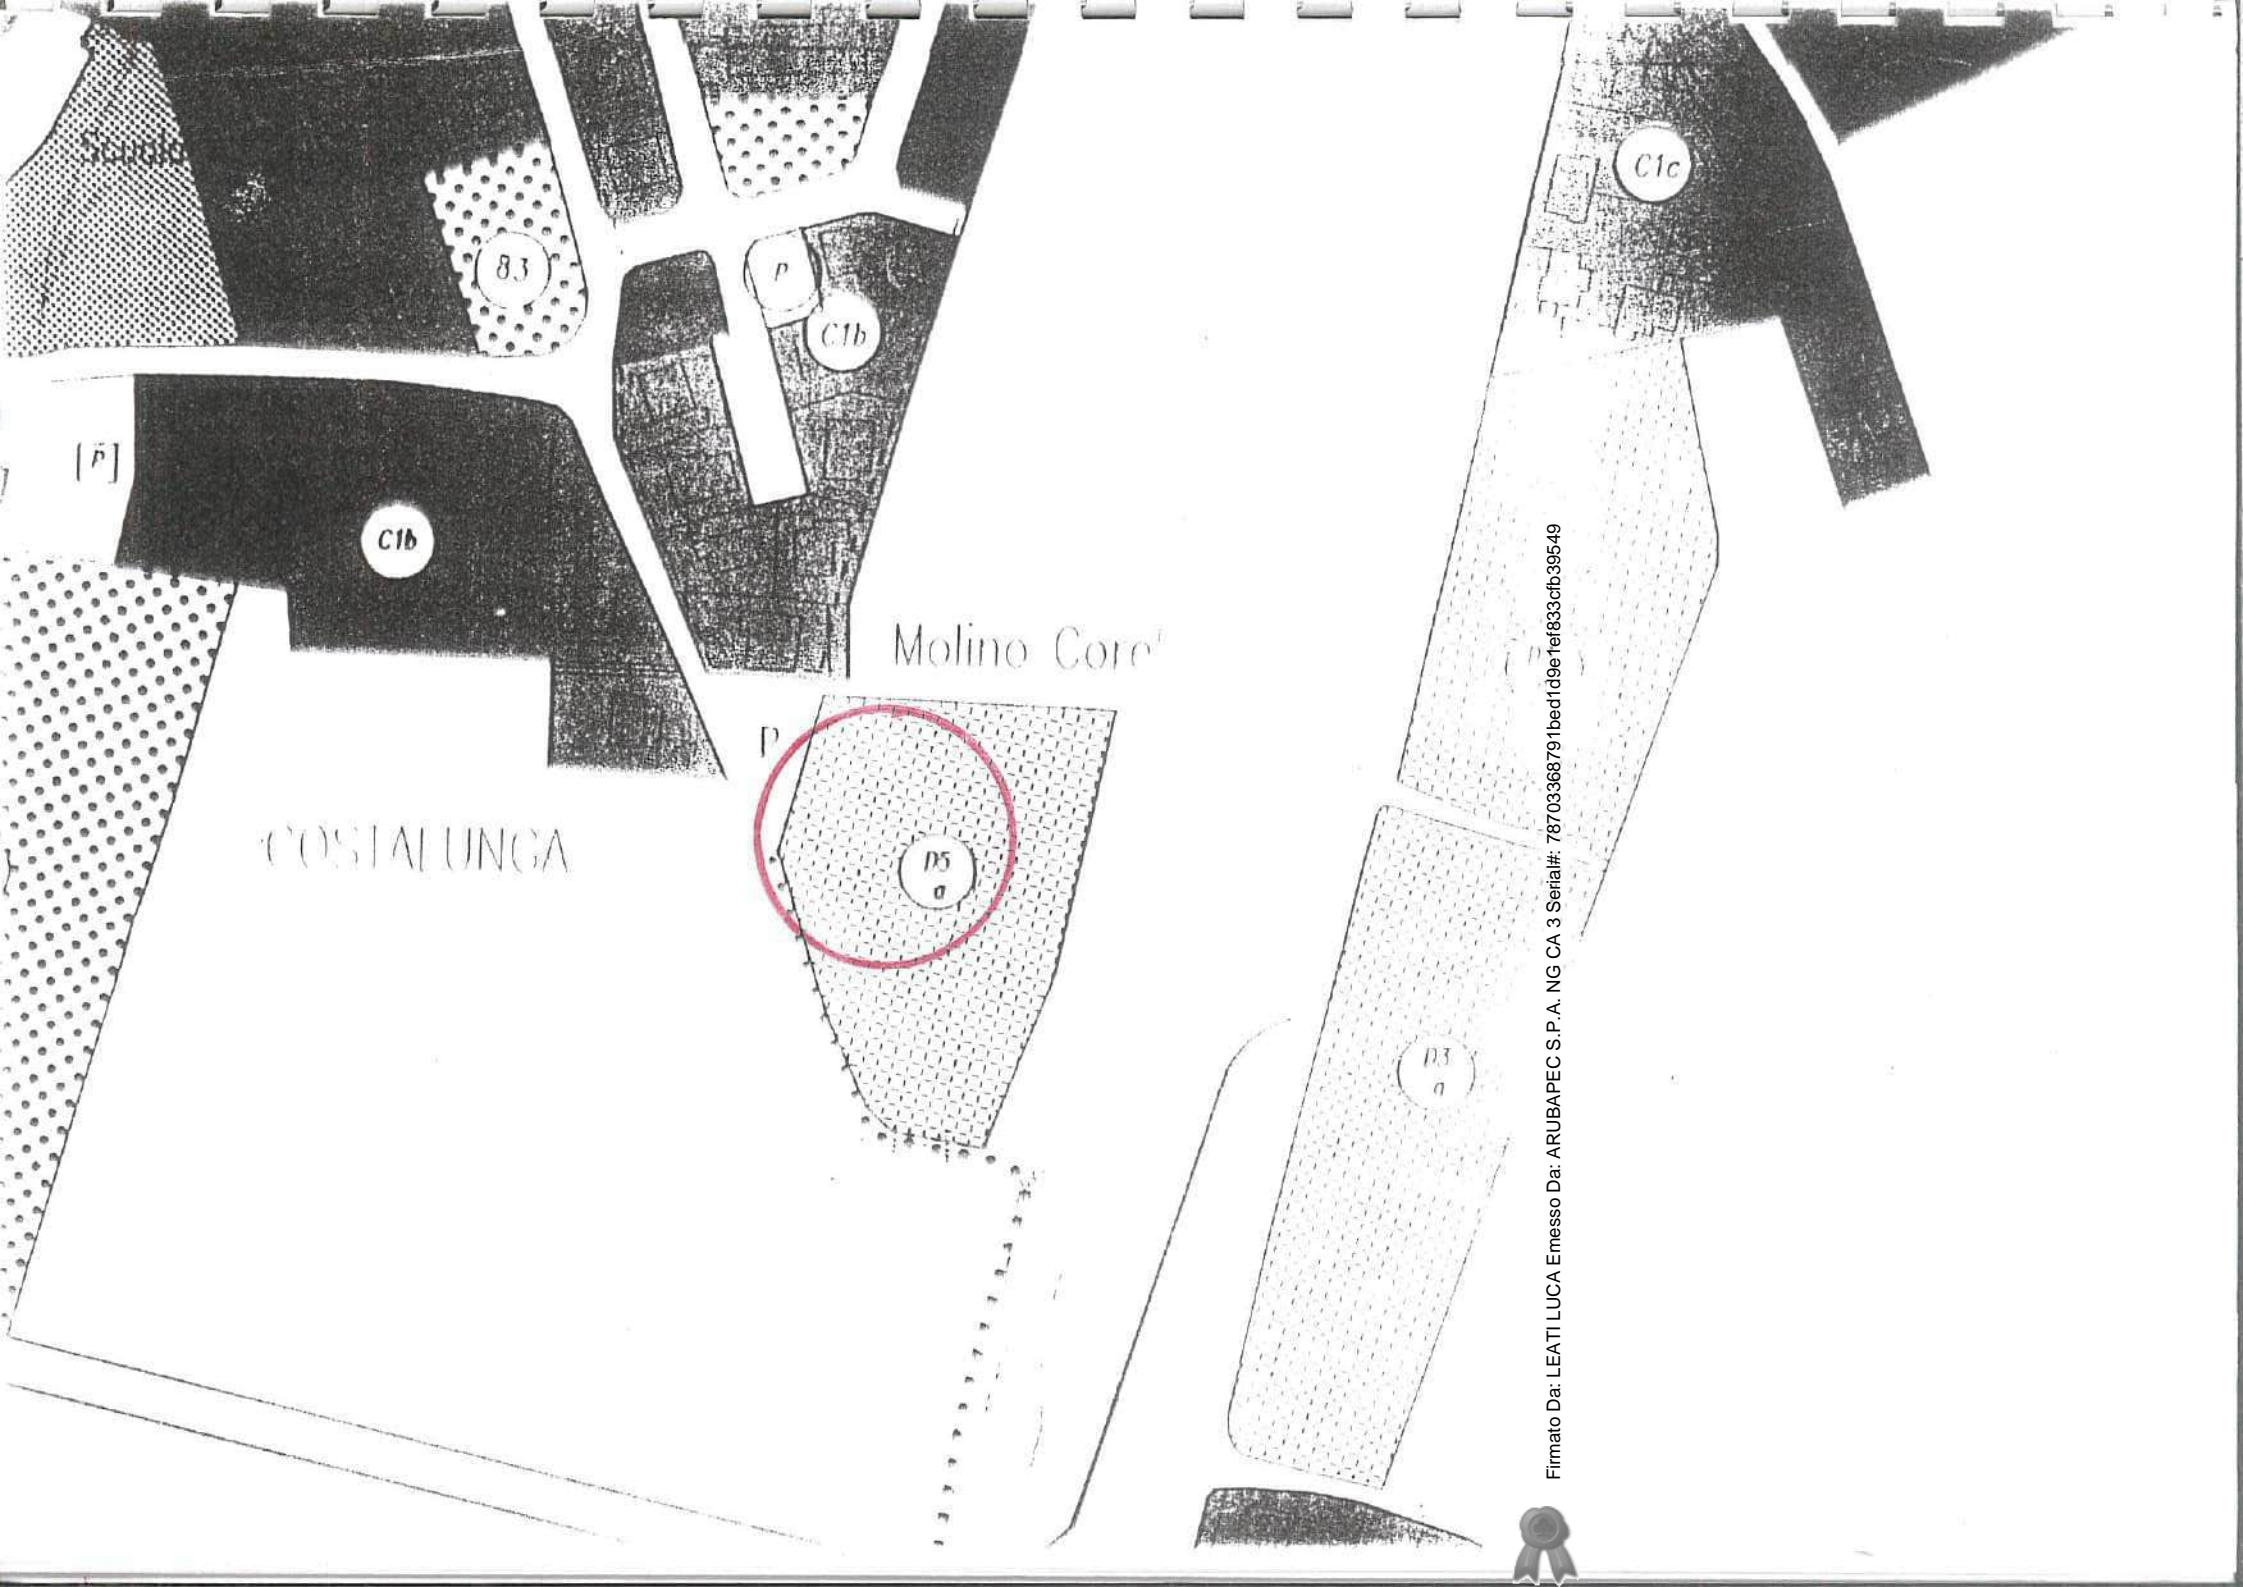 Scuola
C1c
83
P
C1b
[P]
C1b
Molino
P
COSTALUNGA
D5
a
D3
a
Firmato Da: LEATI LUCA Emesso Da: ARUBAPEC S.P.A. NG CA 3 Serial#: 78703368791bed1d9e1ef833cfb39549